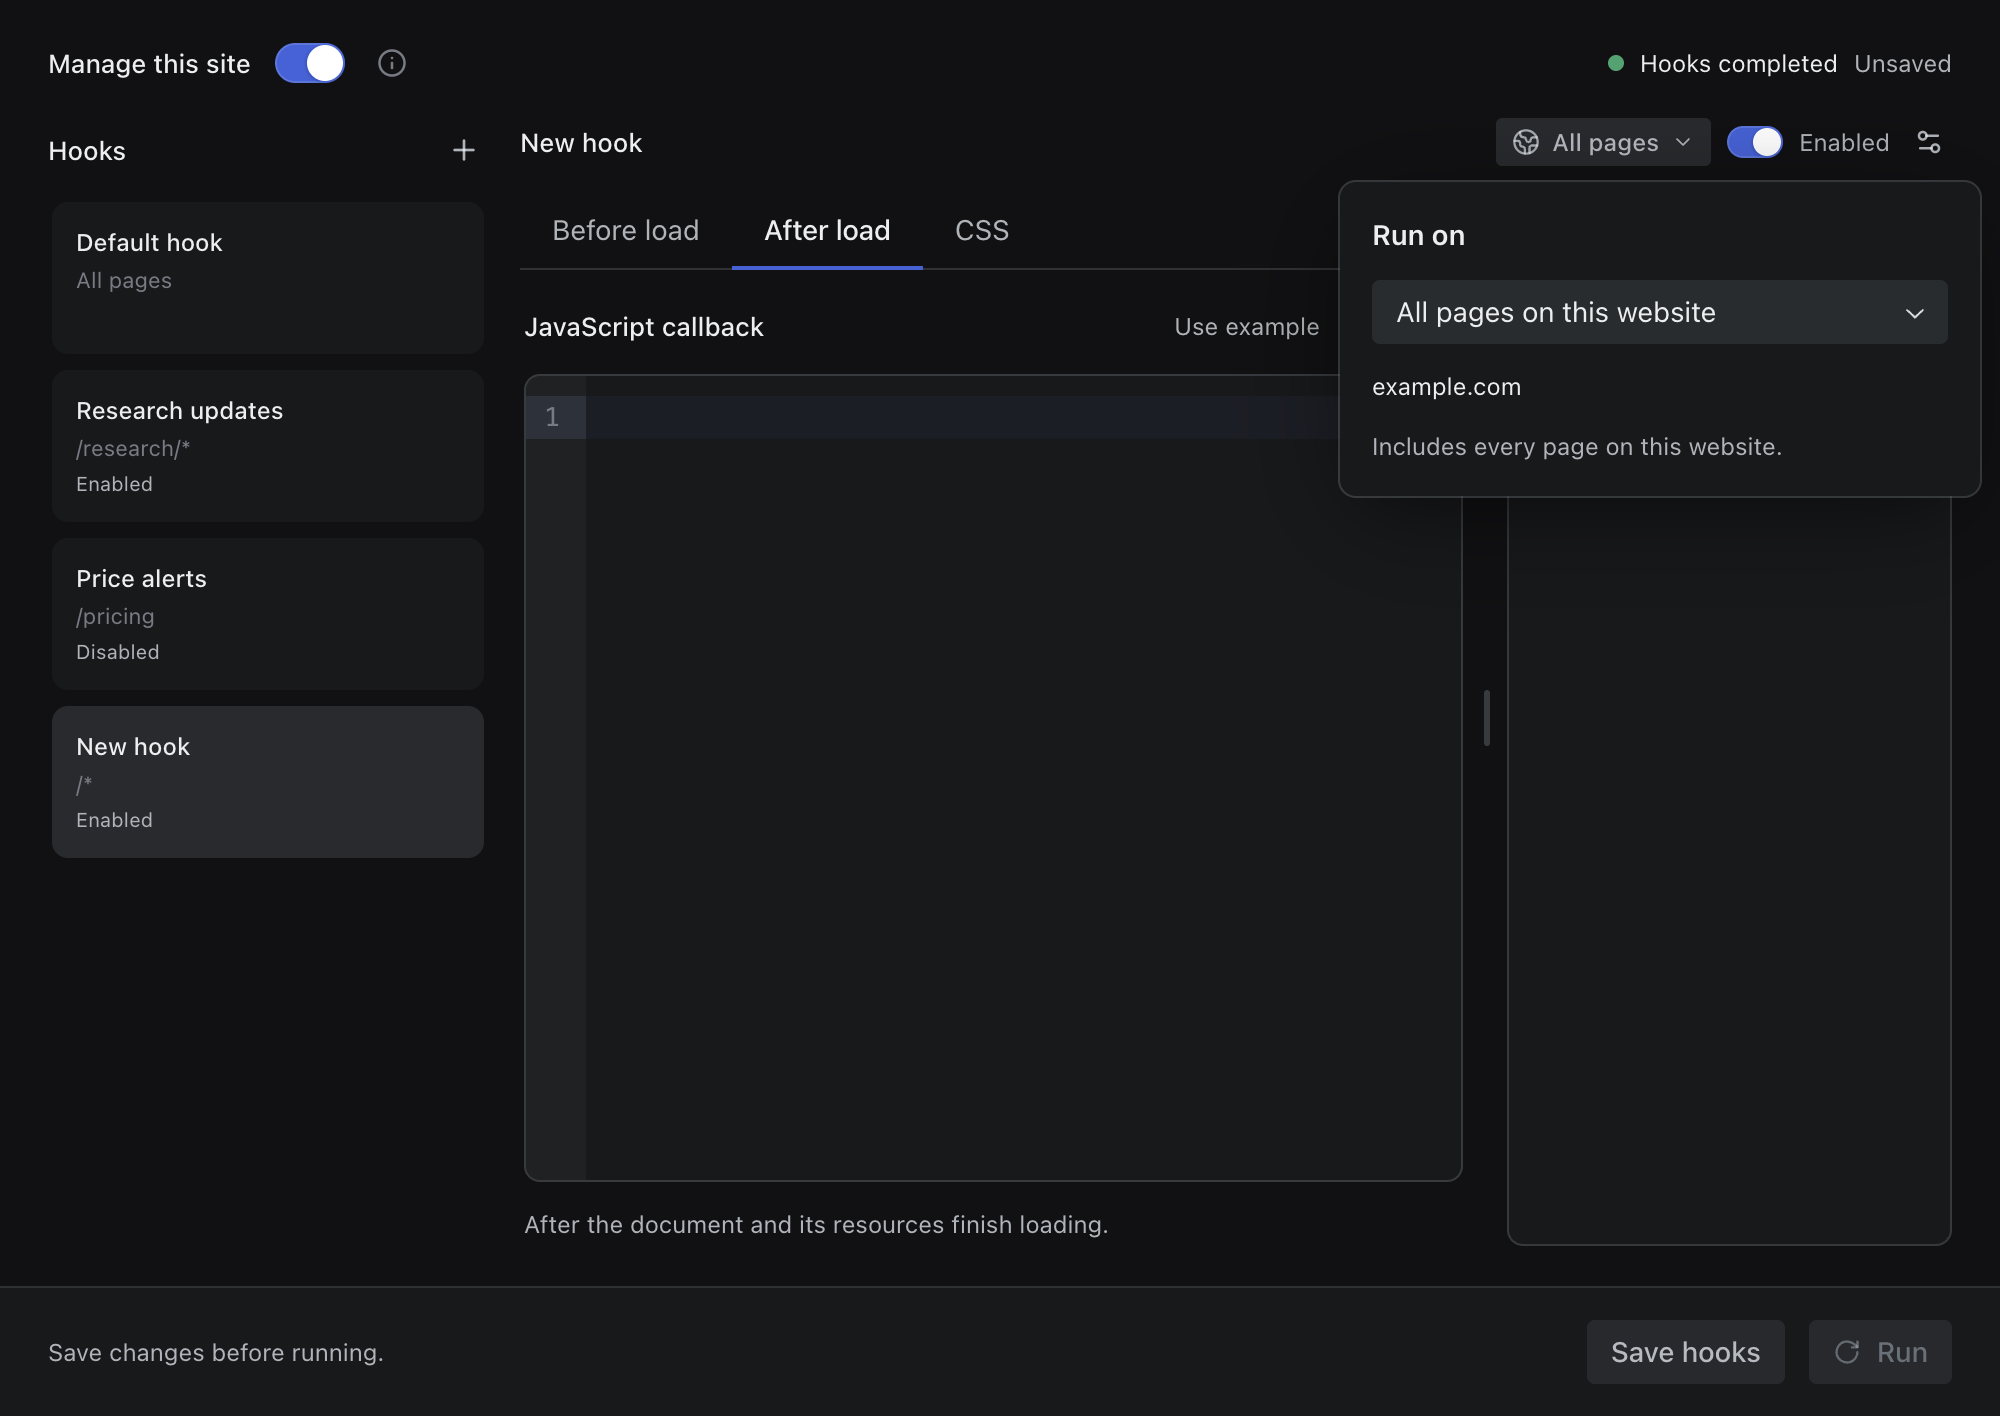 Manage this site
Hooks completed Unsaved
Hooks
New hook
All pages
Enabled
Default hook
All pages
Research updates
/research/*
Enabled
Price alerts
/pricing
Disabled
New hook
/*
Enabled
Before load
After load
CSS
JavaScript callback
Use example
1
After the document and its resources finish loading.
Run on
All pages on this website
example.com
Includes every page on this website.
Save changes before running.
Save hooks
Run